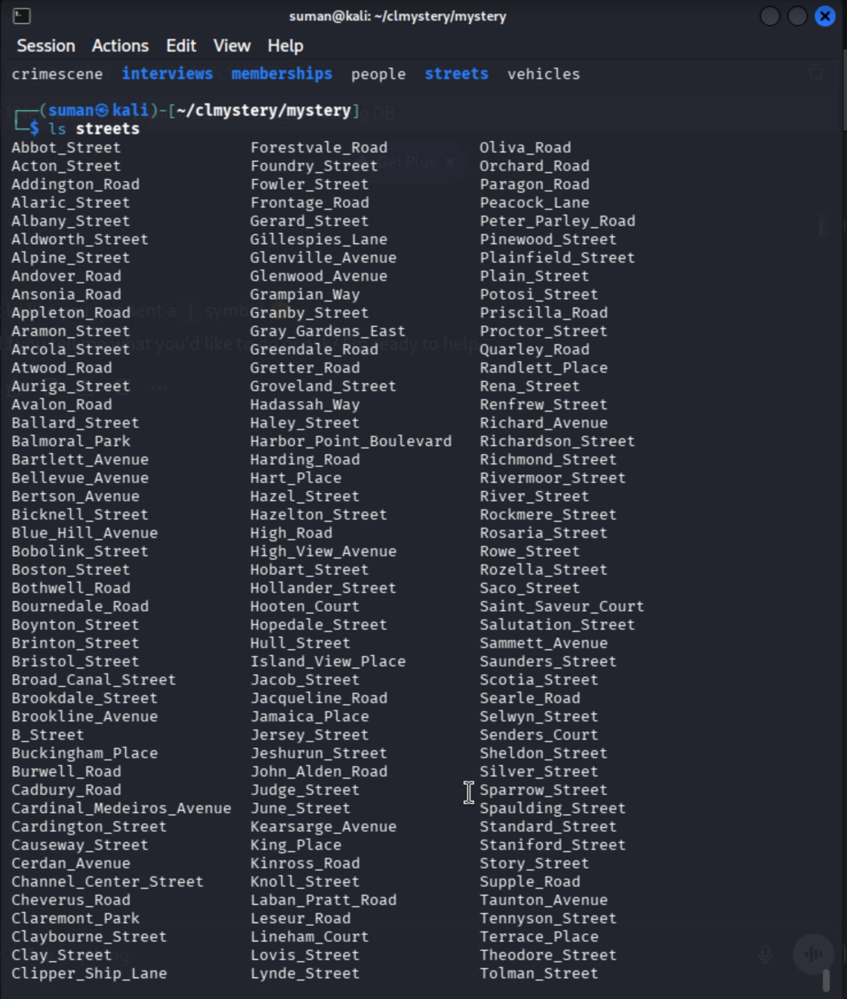 suman@kali: ~/clmystery/mystery
Session Actions Edit View Help
crimescene interviews memberships people streets vehicles
┌──(suman㉿kali)-[~/clmystery/mystery]
└─$ ls streets
Abbot_Street Forestvale_Road Oliva_Road
Acton_Street Foundry_Street Orchard_Road
Addington_Road Fowler_Street Paragon_Road
Alaric_Street Frontage_Road Peacock_Lane
Albany_Street Gerard_Street Peter_Parley_Road
Aldworth_Street Gillespies_Lane Pinewood_Street
Alpine_Street Glenville_Avenue Plainfield_Street
Andover_Road Glenwood_Avenue Plain_Street
Ansonia_Road Grampian_Way Potosi_Street
Appleton_Road Granby_Street Priscilla_Road
Aramon_Street Gray_Gardens_East Proctor_Street
Arcola_Street Greendale_Road Quarley_Road
Atwood_Road Gretter_Road Randlett_Place
Auriga_Street Groveland_Street Rena_Street
Avalon_Road Hadassah_Way Renfrew_Street
Ballard_Street Haley_Street Richard_Avenue
Balmoral_Park Harbor_Point_Boulevard Richardson_Street
Bartlett_Avenue Harding_Road Richmond_Street
Bellevue_Avenue Hart_Place Rivermoor_Street
Bertson_Avenue Hazel_Street River_Street
Bicknell_Street Hazelton_Street Rockmere_Street
Blue_Hill_Avenue High_Road Rosaria_Street
Bobolink_Street High_View_Avenue Rowe_Street
Boston_Street Hobart_Street Rozella_Street
Bothwell_Road Hollander_Street Saco_Street
Bournedale_Road Hooten_Court Saint_Saveur_Court
Boynton_Street Hopedale_Street Salutation_Street
Brinton_Street Hull_Street Sammett_Avenue
Bristol_Street Island_View_Place Saunders_Street
Broad_Canal_Street Jacob_Street Scotia_Street
Brookdale_Street Jacqueline_Road Searle_Road
Brookline_Avenue Jamaica_Place Selwyn_Street
B_Street Jersey_Street Senders_Court
Buckingham_Place Jeshurun_Street Sheldon_Street
Burwell_Road John_Alden_Road Silver_Street
Cadbury_Road Judge_Street Sparrow_Street
Cardinal_Medeiros_Avenue June_Street Spaulding_Street
Cardington_Street Kearsarge_Avenue Standard_Street
Causeway_Street King_Place Staniford_Street
Cerdan_Avenue Kinross_Road Story_Street
Channel_Center_Street Knoll_Street Supple_Road
Cheverus_Road Laban_Pratt_Road Taunton_Avenue
Claremont_Park Leseur_Road Tennyson_Street
Claybourne_Street Lineham_Court Terrace_Place
Clay_Street Lovis_Street Theodore_Street
Clipper_Ship_Lane Lynde_Street Tolman_Street